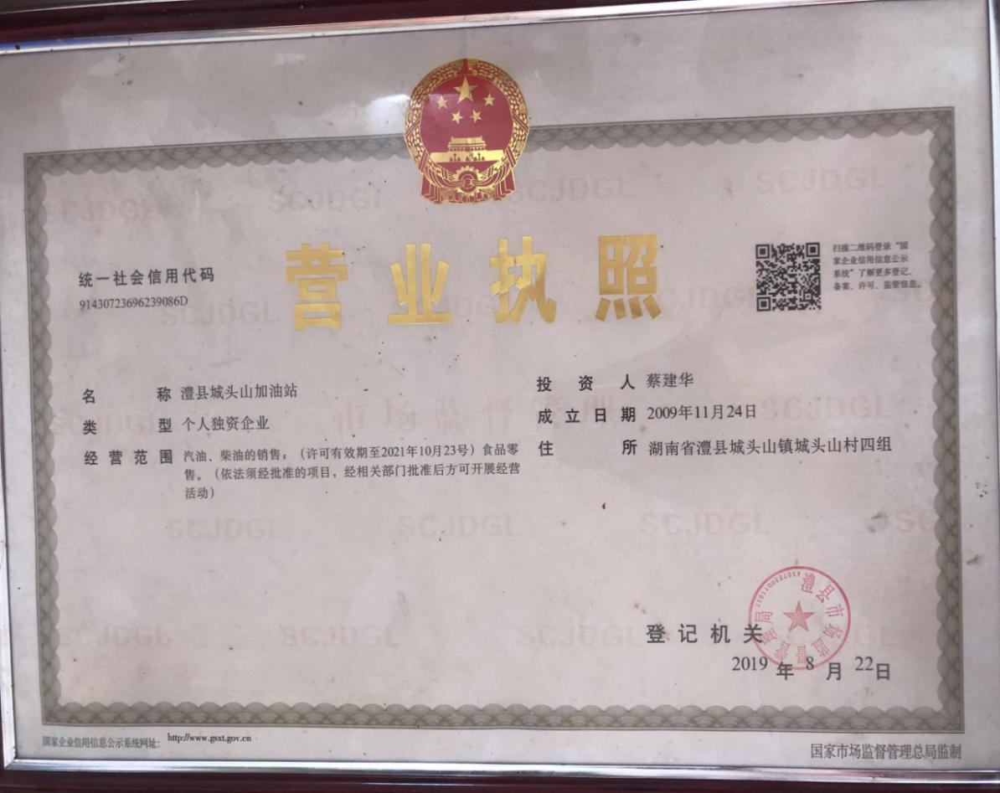 营业执照
统一社会信用代码
91430723696239086D
扫描二维码登录“国
家企业信用信息公示
系统”了解更多登记、
备案、许可、监管信息。
名称 澧县城头山加油站
类型 个人独资企业
经营范围 汽油、柴油的销售；（许可有效期至2021年10月23号）食品零
售。（依法须经批准的项目，经相关部门批准后方可开展经营
活动）
投资人 蔡建华
成立日期 2009年11月24日
住所 湖南省澧县城头山镇城头山村四组
澧县市场监督管理局
登记机关
2019年8月22日
国家企业信用信息公示系统网址：http://www.gsxt.gov.cn
国家市场监督管理总局监制